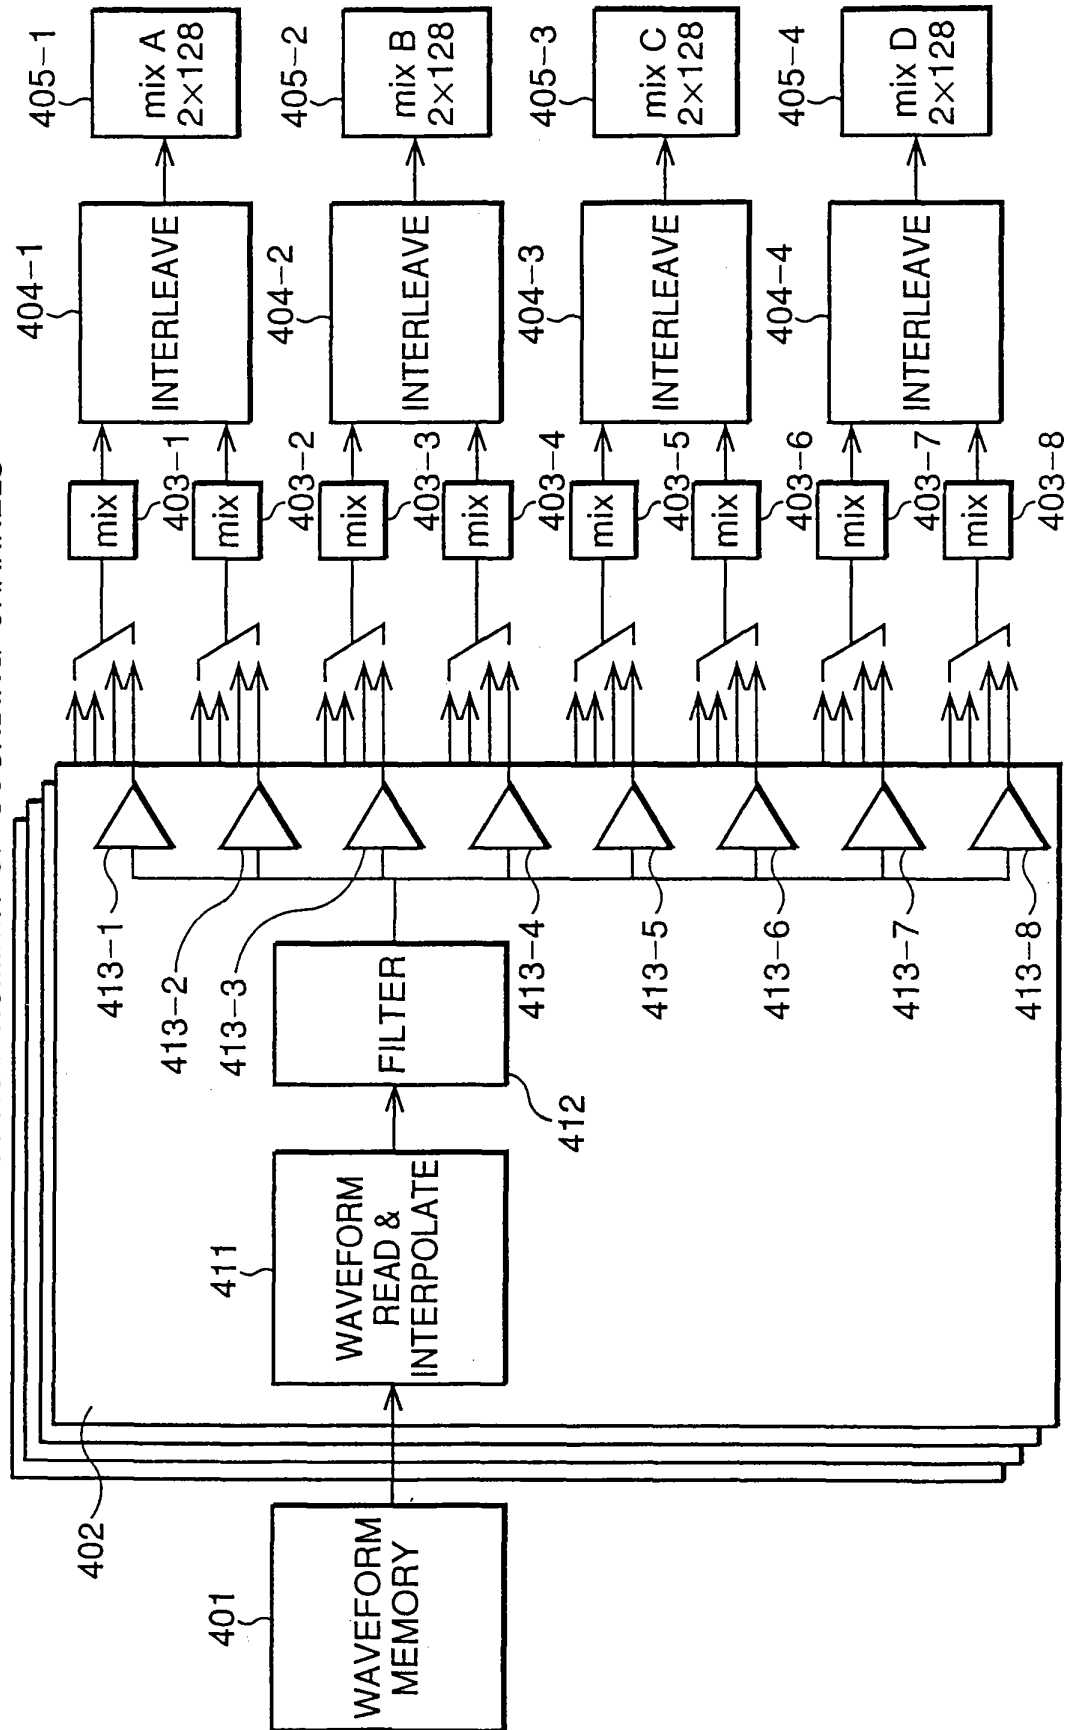 401
WAVEFORM
MEMORY
402
411
WAVEFORM
READ &
INTERPOLATE
FILTER
412
413-1
413-2
413-3
413-4
413-5
413-6
413-7
413-8
mix
403-1
mix
403-2
mix
403-3
mix
403-4
mix
403-5
mix
403-6
mix
403-7
mix
403-8
404-1
INTERLEAVE
404-2
INTERLEAVE
404-3
INTERLEAVE
404-4
INTERLEAVE
405-1
mix A
2×128
405-2
mix B
2×128
405-3
mix C
2×128
405-4
mix D
2×128